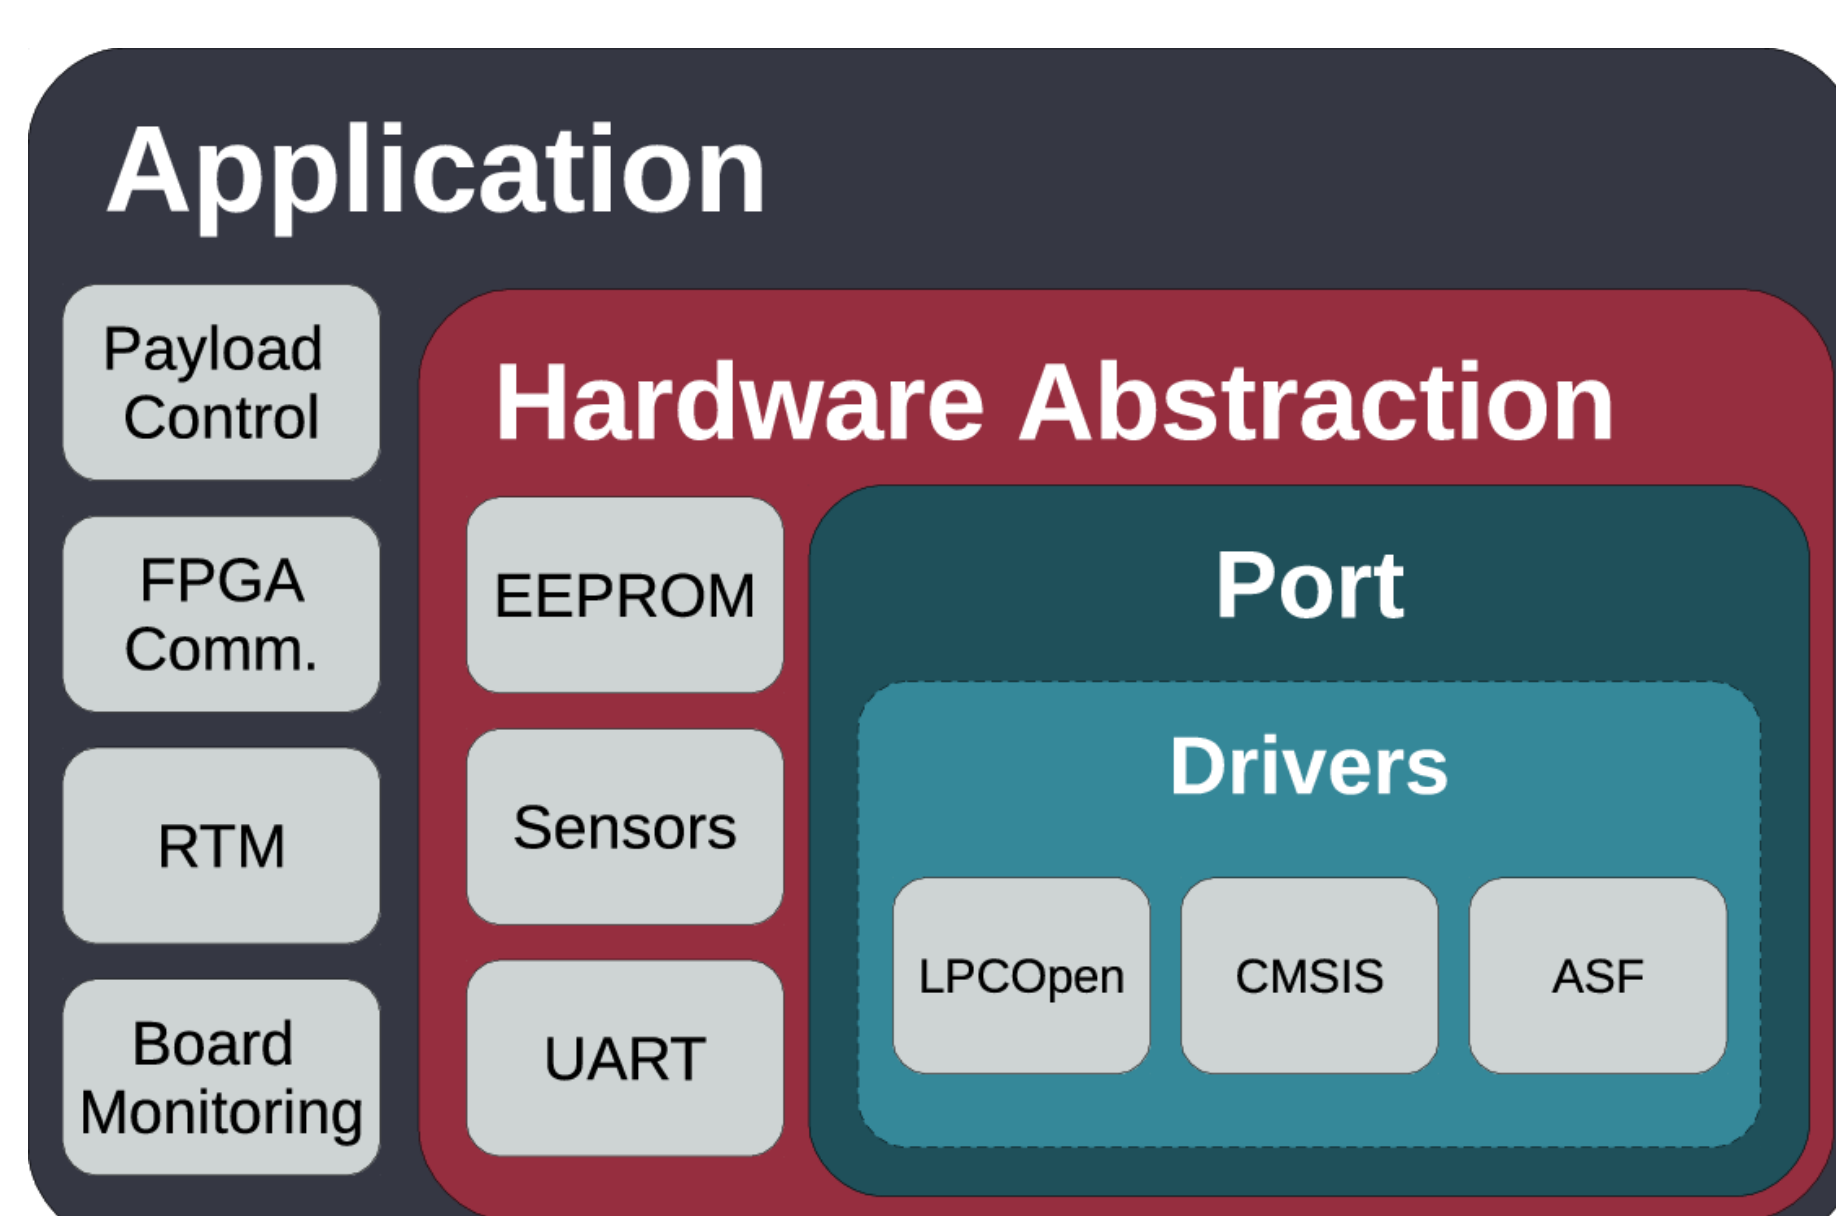 Application
Payload
Control
FPGA
Comm.
RTM
Board
Monitoring
Hardware Abstraction
EEPROM
Sensors
UART
Port
Drivers
LPCOpen
CMSIS
ASF